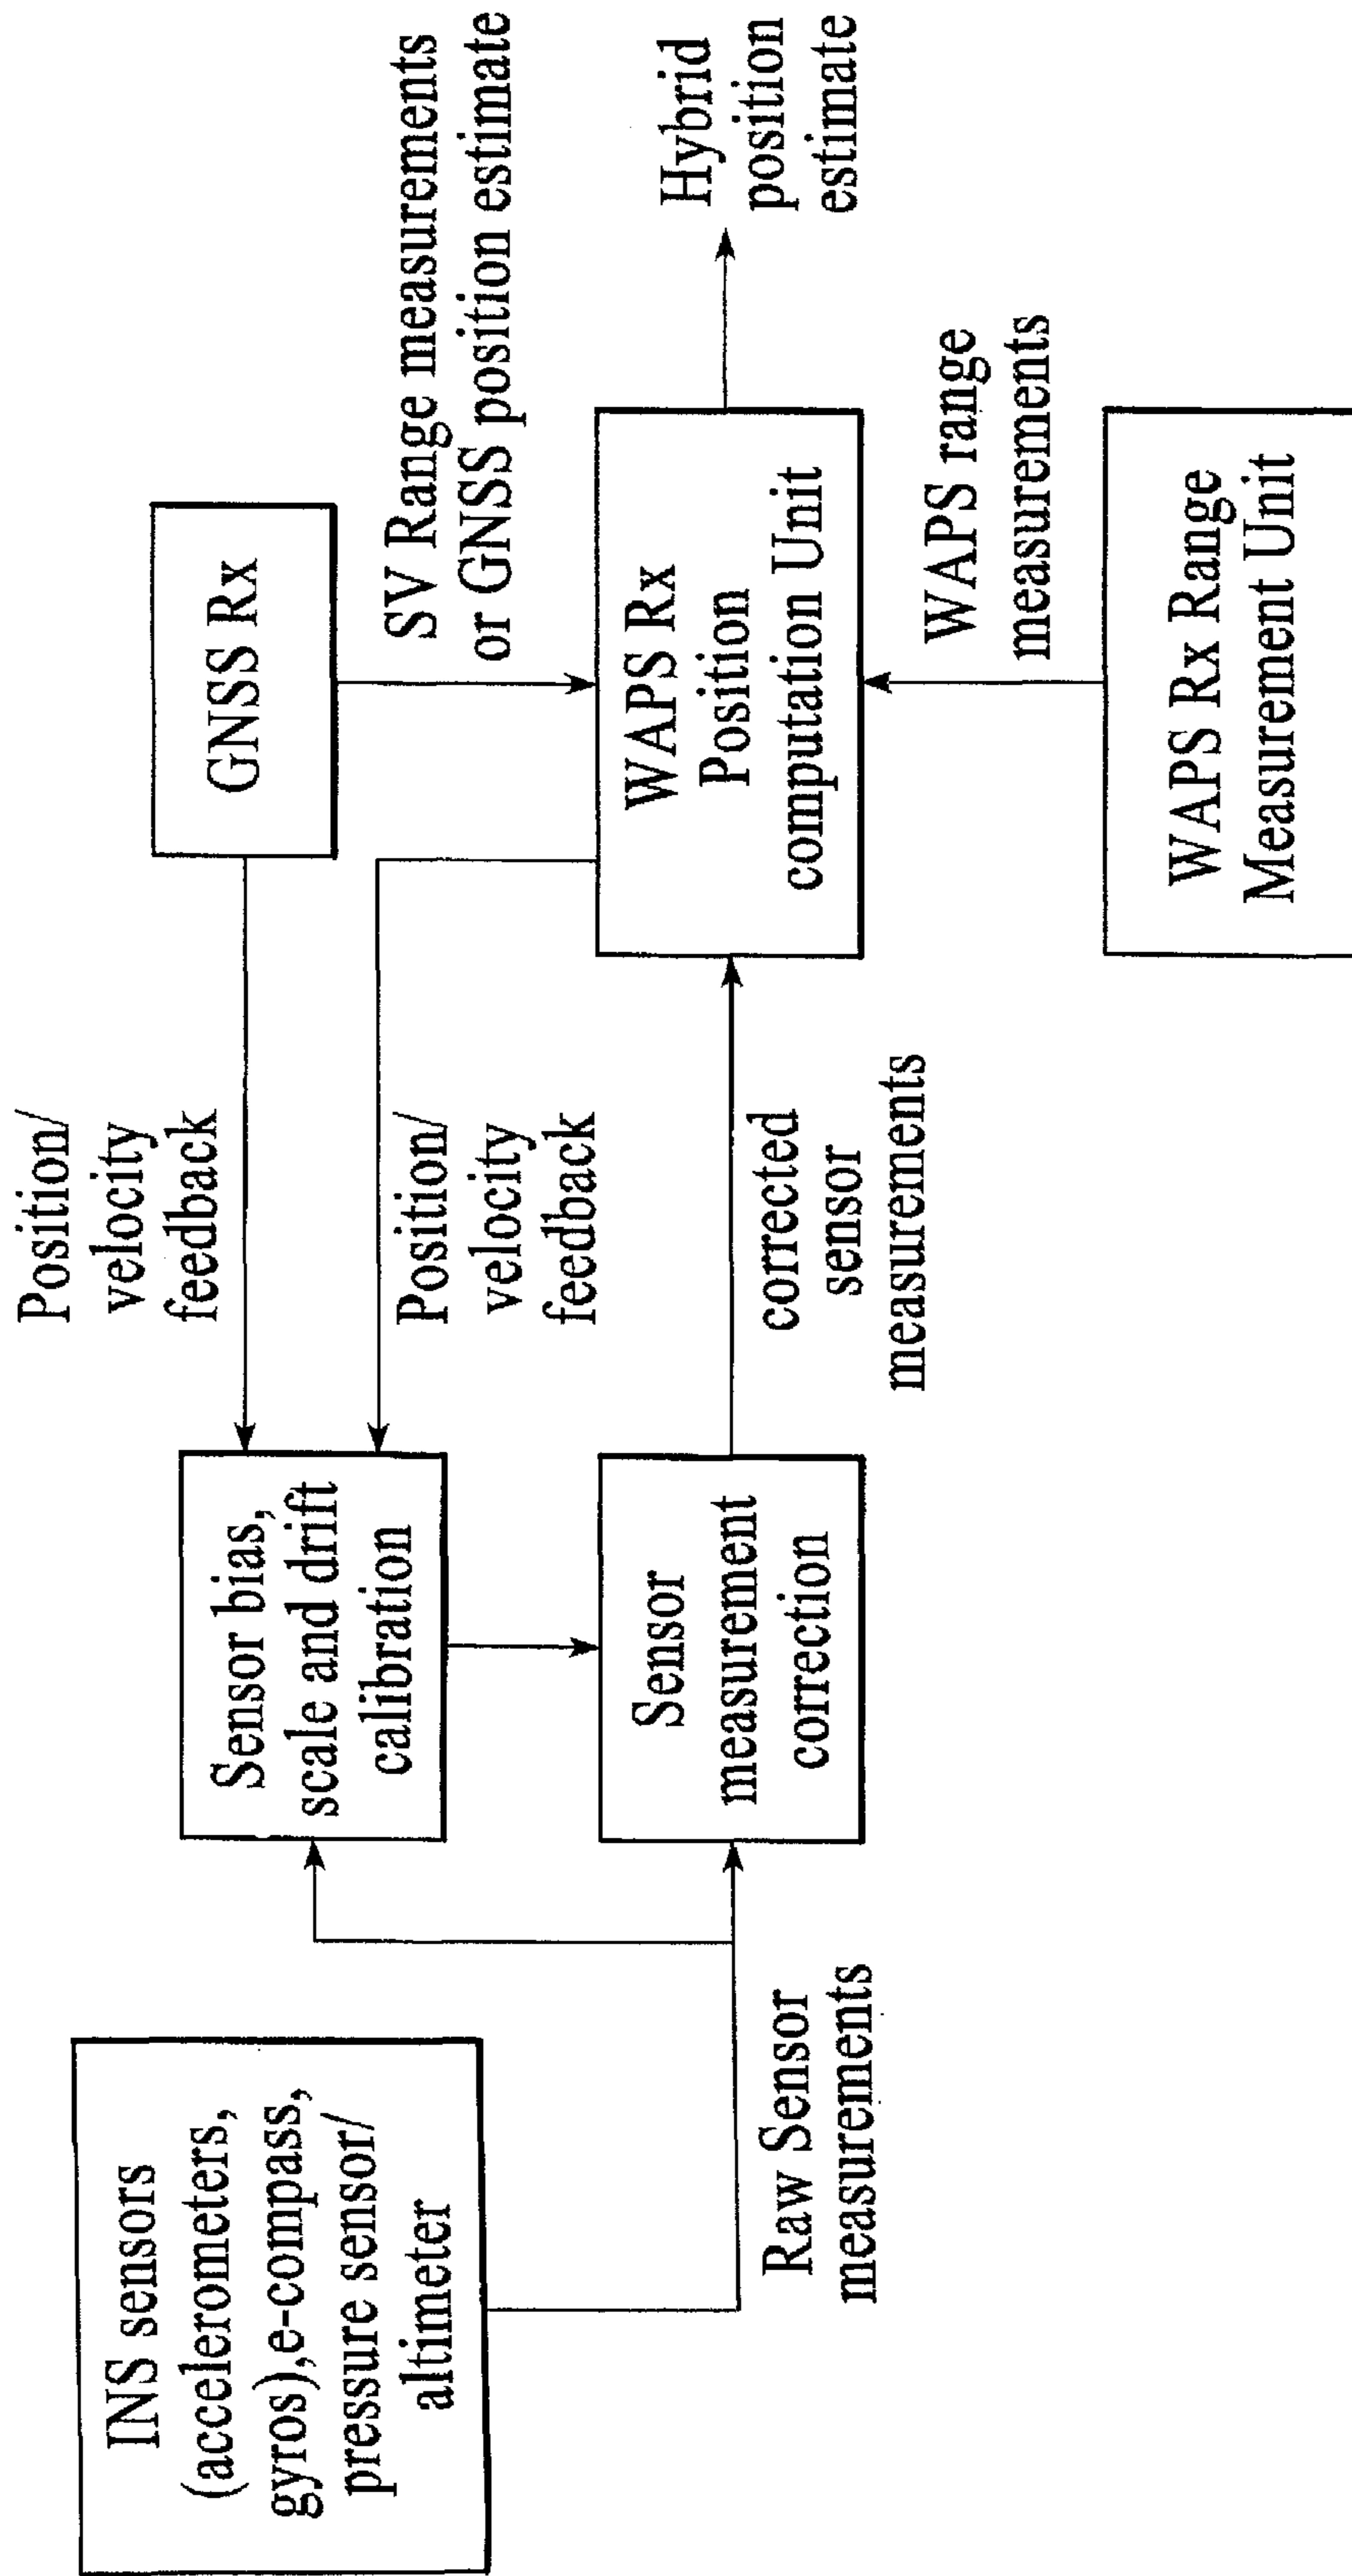 INS sensors
(accelerometers,
gyros),e-compass,
pressure sensor/
altimeter
Raw Sensor
measurements
Sensor bias,
scale and drift
calibration
Sensor
measurement
correction
Position/
velocity
feedback
Position/
velocity
feedback
corrected
sensor
measurements
GNSS Rx
SV Range measurements
or GNSS position estimate
WAPS Rx
Position
computation Unit
Hybrid
position
estimate
WAPS range
measurements
WAPS Rx Range
Measurement Unit